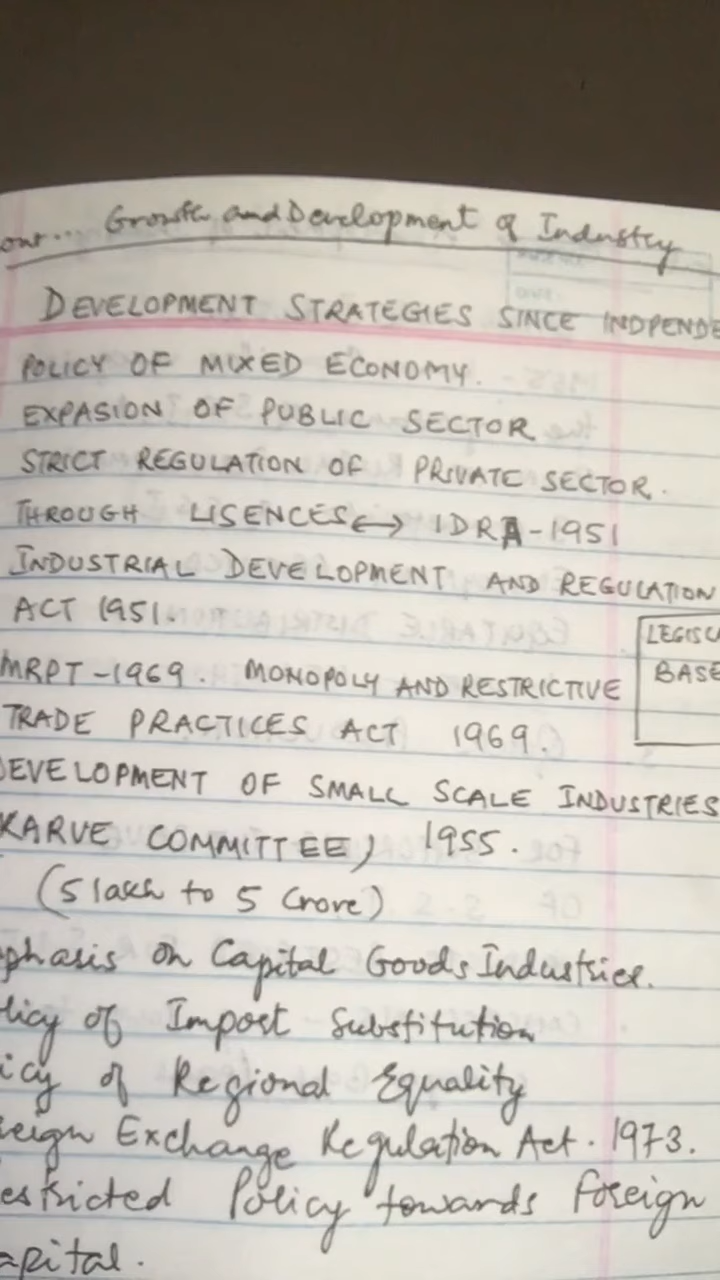 our... Growth and Development of Industry
DEVELOPMENT STRATEGIES SINCE INDPENDE
POLICY OF MIXED ECONOMY.
EXPASION OF PUBLIC SECTOR
STRICT REGULATION OF PRIVATE SECTOR.
THROUGH LISENCES ↔ IDRA-1951
INDUSTRIAL DEVELOPMENT AND REGULATION
ACT 1951.
LEGISLA
MRPT-1969. MONOPOLY AND RESTRICTIVE
BASE
TRADE PRACTICES ACT 1969.
DEVELOPMENT OF SMALL SCALE INDUSTRIES
KARVE COMMITTEE) 1955.
(5 lakh to 5 Crore)
phasis on Capital Goods Industries.
licy of Import Substitution
icy of Regional Equality
reign Exchange Regulation Act. 1973.
estricted Policy towards foreign
apital.